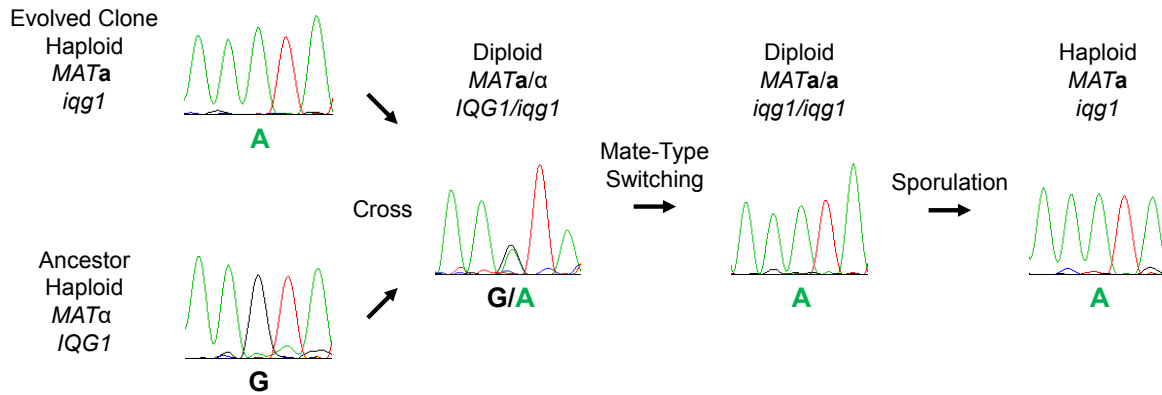 Evolved Clone
Haploid
MATa
iqg1
A
Ancestor
Haploid
MATα
IQG1
G
Cross
Diploid
MATa/α
IQG1/iqg1
G/A
Mate-Type
Switching
Diploid
MATa/a
iqg1/iqg1
A
Sporulation
Haploid
MATa
iqg1
A